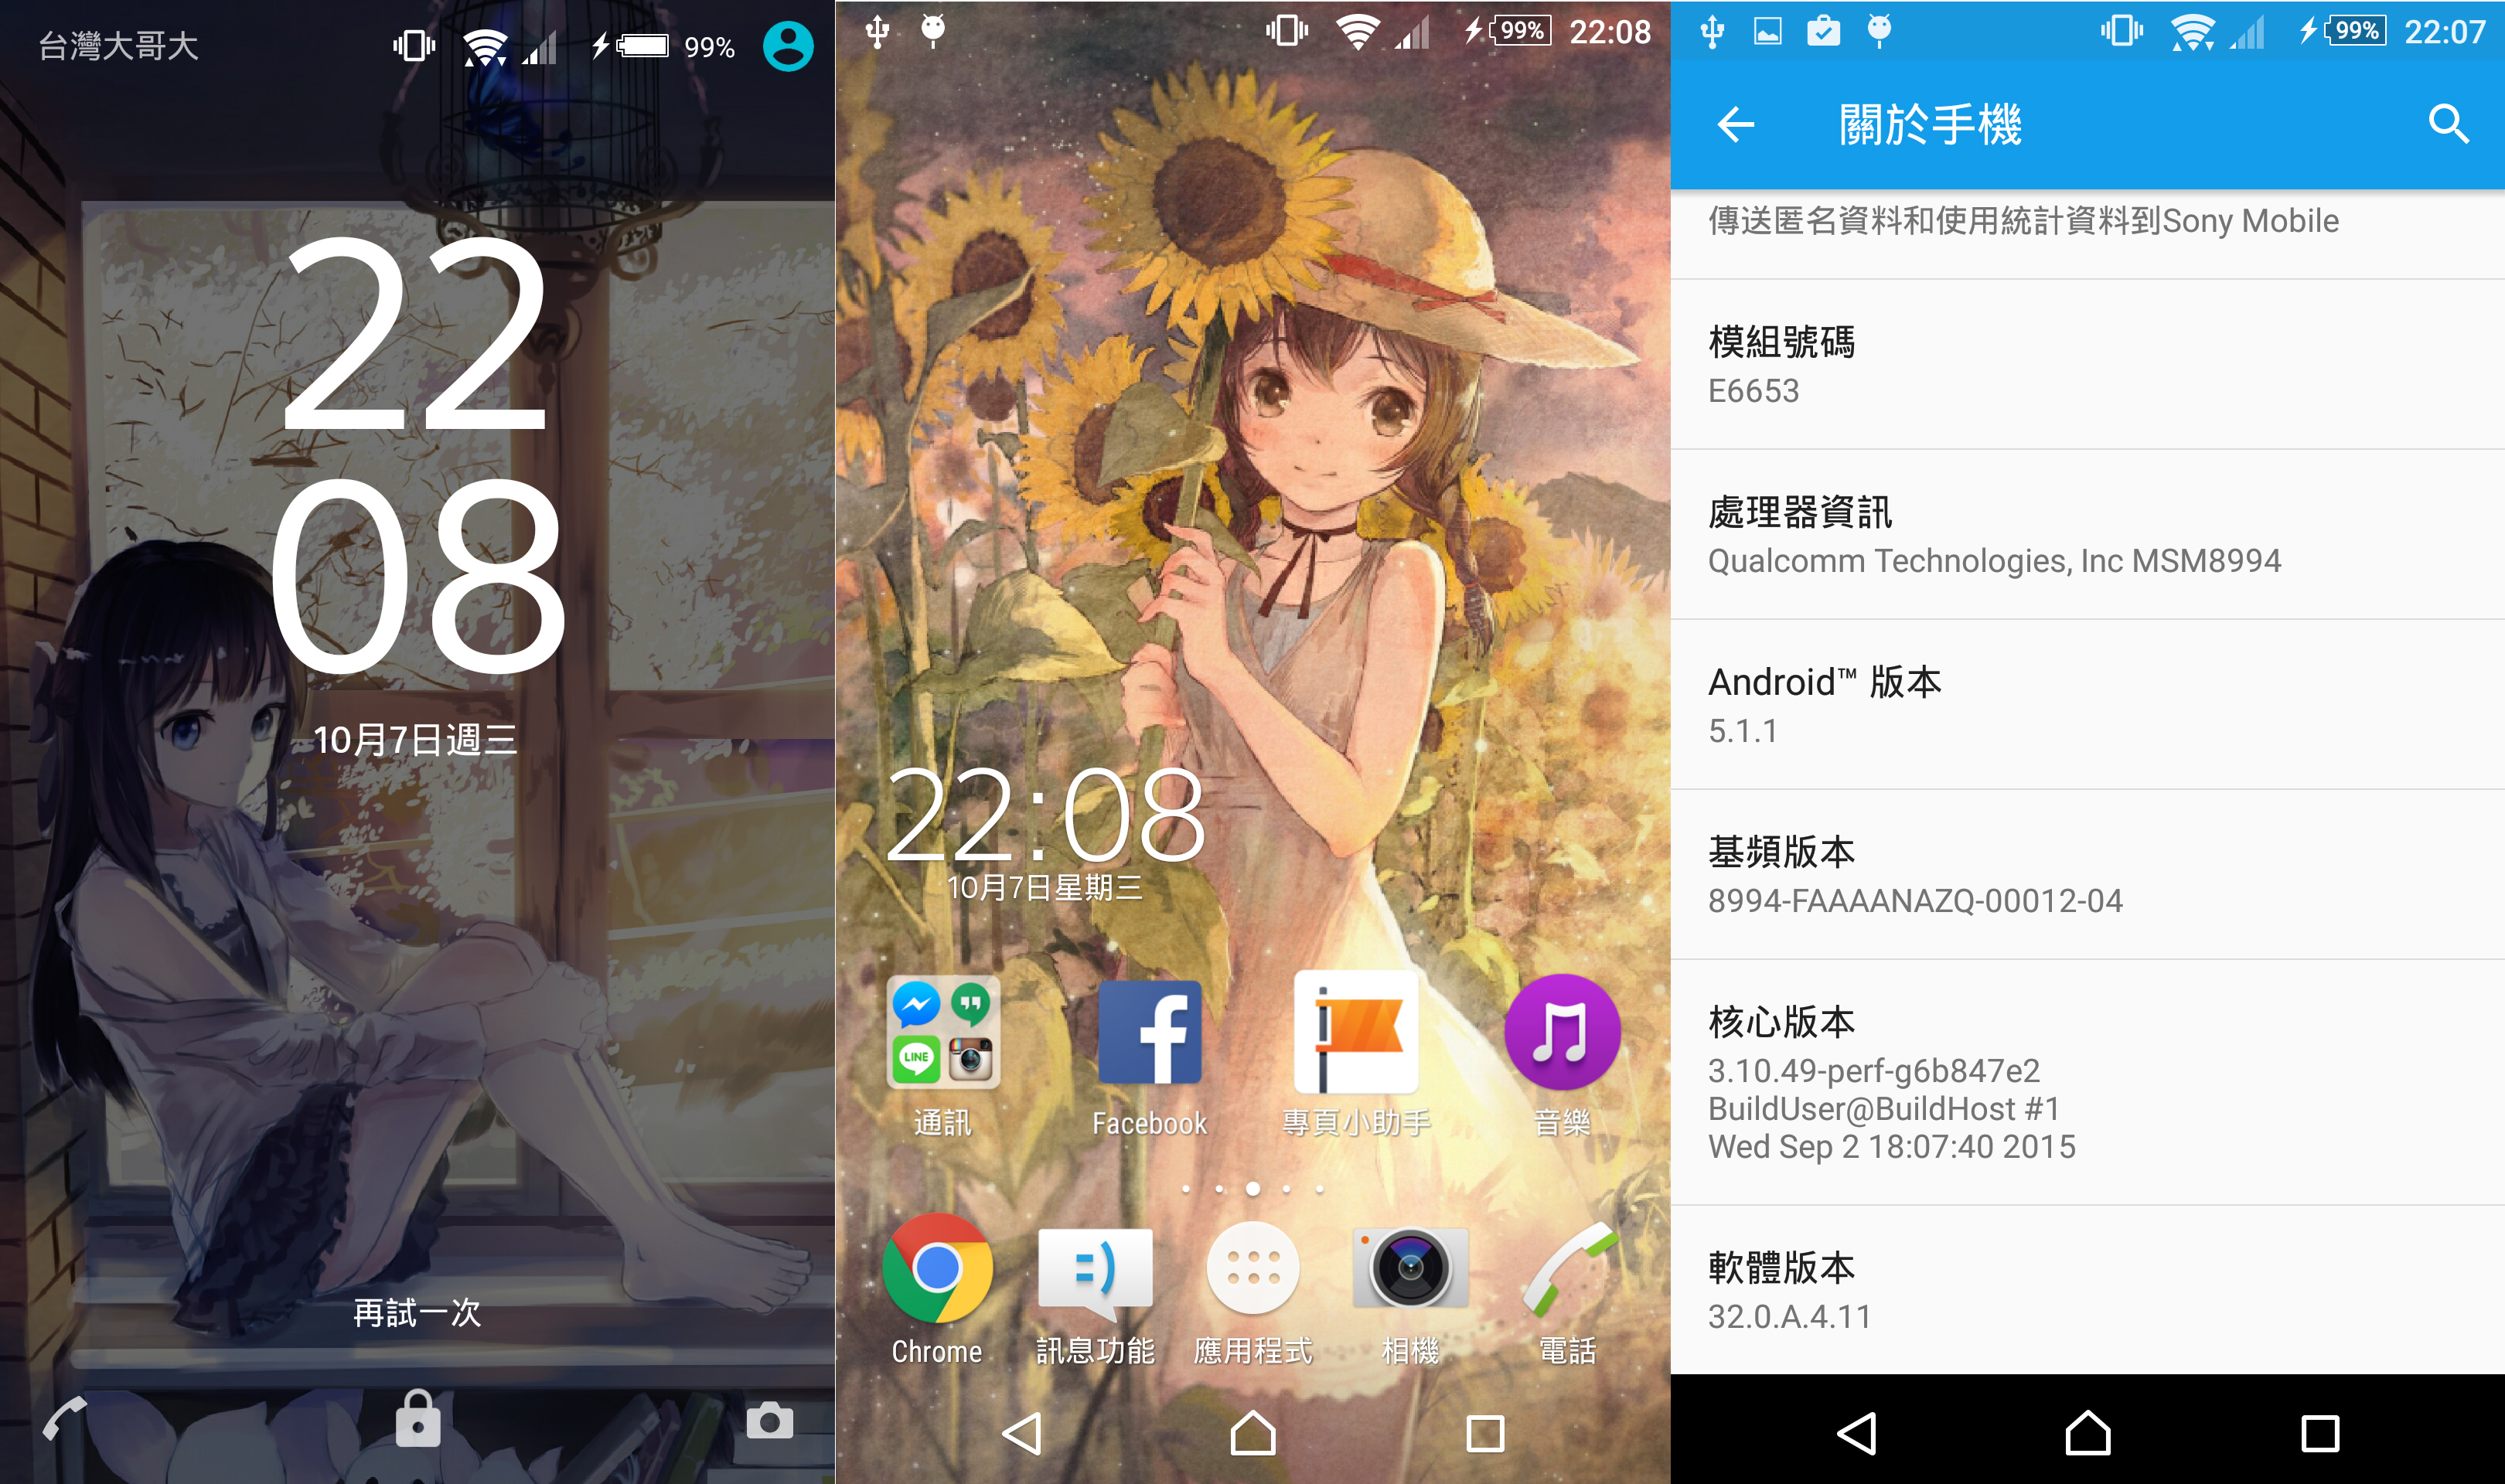 台灣大哥大
99%
22
08
10月7日週三
再試一次
99%
22:08
22:08
10月7日星期三
LINE
通訊
Facebook
專頁小助手
音樂
Chrome
訊息功能
應用程式
相機
電話
99%
22:07
關於手機
傳送匿名資料和使用統計資料到Sony Mobile
模組號碼
E6653
處理器資訊
Qualcomm Technologies, Inc MSM8994
Android™ 版本
5.1.1
基頻版本
8994-FAAAANAZQ-00012-04
核心版本
3.10.49-perf-g6b847e2
BuildUser@BuildHost #1
Wed Sep 2 18:07:40 2015
軟體版本
32.0.A.4.11